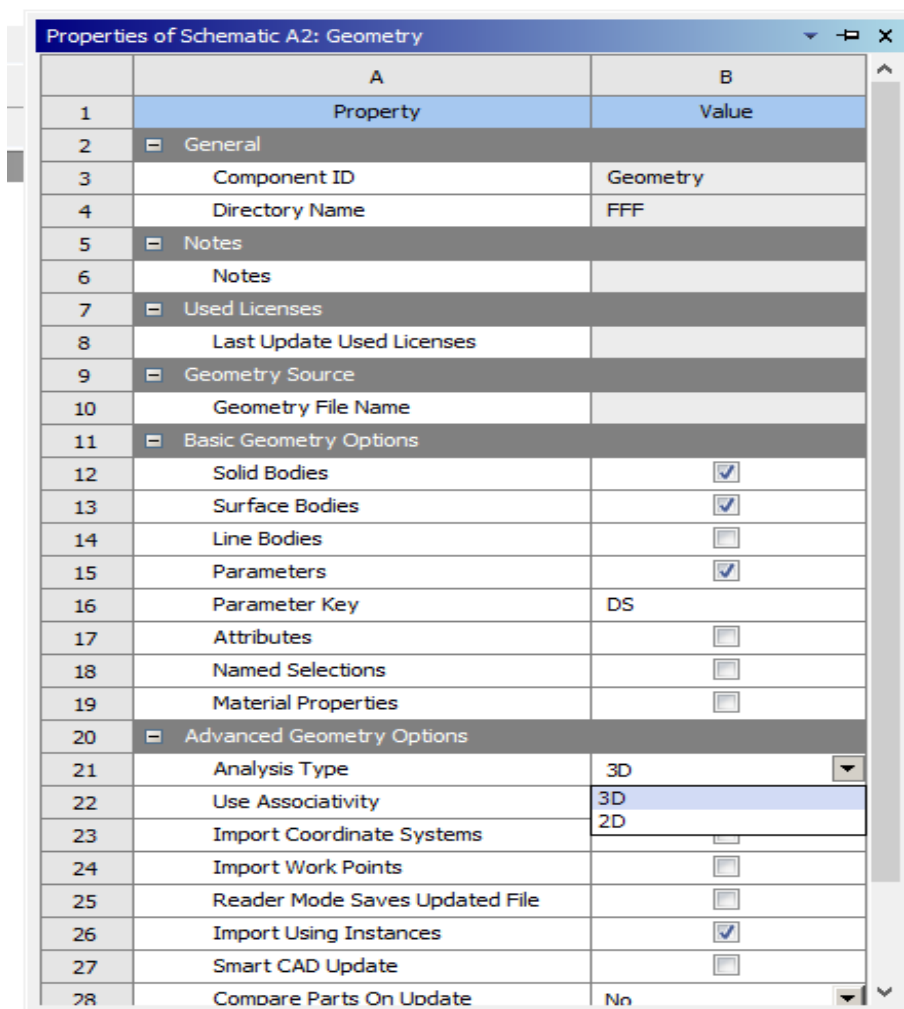 Properties of Schematic A2: Geometry
A B
1 Property Value
2 General
3 Component ID Geometry
4 Directory Name FFF
5 Notes
6 Notes
7 Used Licenses
8 Last Update Used Licenses
9 Geometry Source
10 Geometry File Name
11 Basic Geometry Options
12 Solid Bodies
13 Surface Bodies
14 Line Bodies
15 Parameters
16 Parameter Key DS
17 Attributes
18 Named Selections
19 Material Properties
20 Advanced Geometry Options
21 Analysis Type 3D
22 Use Associativity 3D
2D
23 Import Coordinate Systems
24 Import Work Points
25 Reader Mode Saves Updated File
26 Import Using Instances
27 Smart CAD Update
28 Compare Parts On Update No